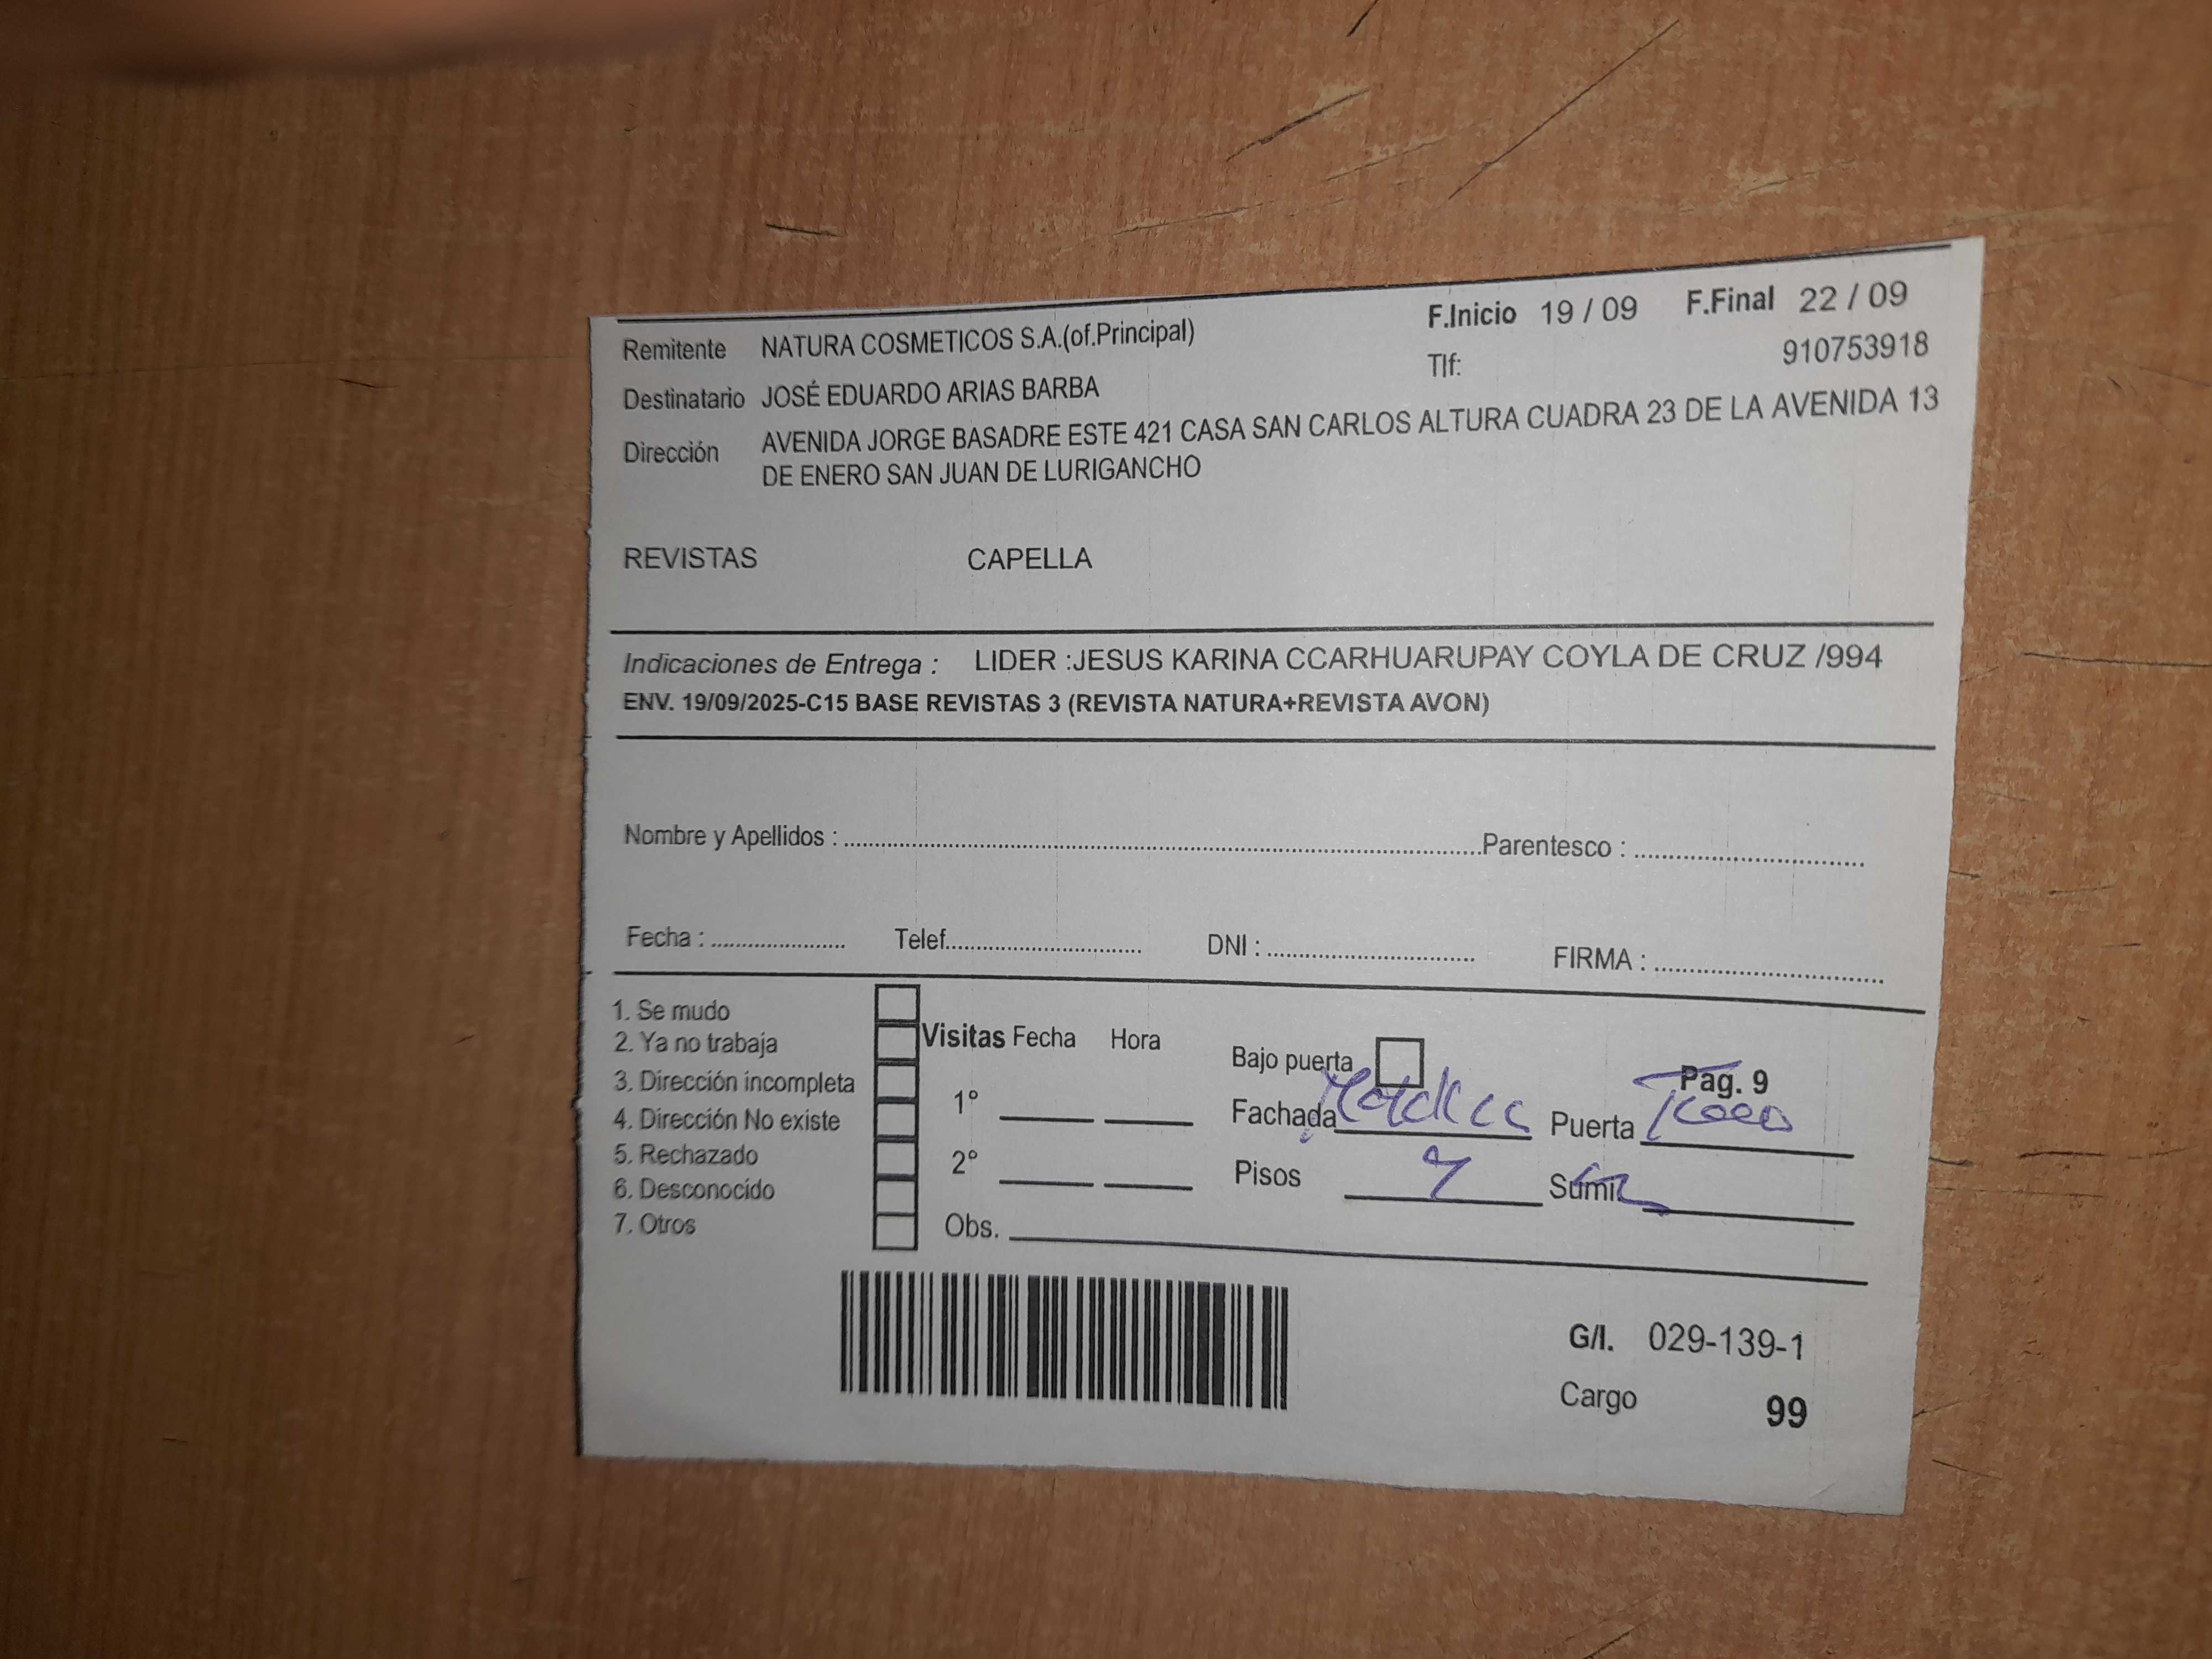 F.Inicio 19 / 09 F.Final 22 / 09
Remitente NATURA COSMETICOS S.A.(of.Principal)
Tlf: 910753918
Destinatario JOSÉ EDUARDO ARIAS BARBA
Dirección AVENIDA JORGE BASADRE ESTE 421 CASA SAN CARLOS ALTURA CUADRA 23 DE LA AVENIDA 13
DE ENERO SAN JUAN DE LURIGANCHO
REVISTAS CAPELLA
Indicaciones de Entrega : LIDER :JESUS KARINA CCARHUARUPAY COYLA DE CRUZ /994
ENV. 19/09/2025-C15 BASE REVISTAS 3 (REVISTA NATURA+REVISTA AVON)
Nombre y Apellidos : Parentesco :
Fecha : Telef. DNI : FIRMA :
1. Se mudo
2. Ya no trabaja
3. Dirección incompleta
4. Dirección No existe
5. Rechazado
6. Desconocido
7. Otros
Visitas Fecha Hora
1°
2°
Obs.
Bajo puerta
Pag. 9
Fachada Puerta
Pisos Sumi.
G/I. 029-139-1
Cargo 99